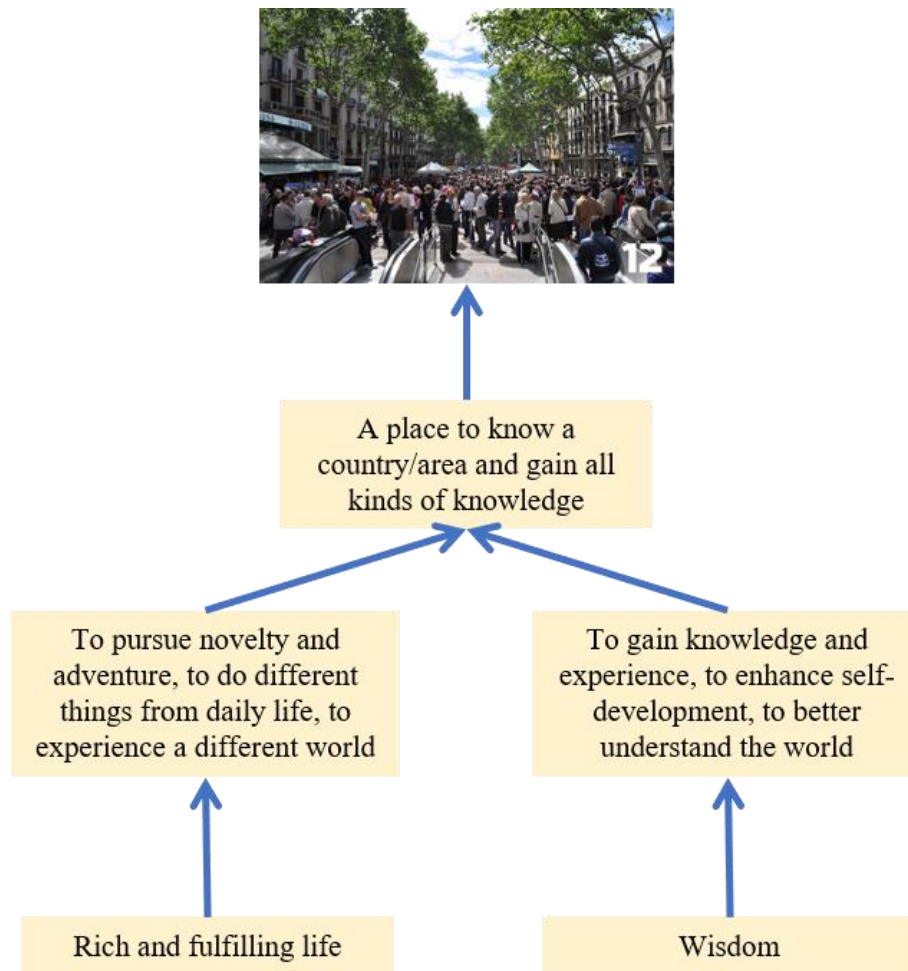 12
A place to know a
country/area and gain all
kinds of knowledge
To pursue novelty and
adventure, to do different
things from daily life, to
experience a different world
To gain knowledge and
experience, to enhance self-
development, to better
understand the world
Rich and fulfilling life
Wisdom